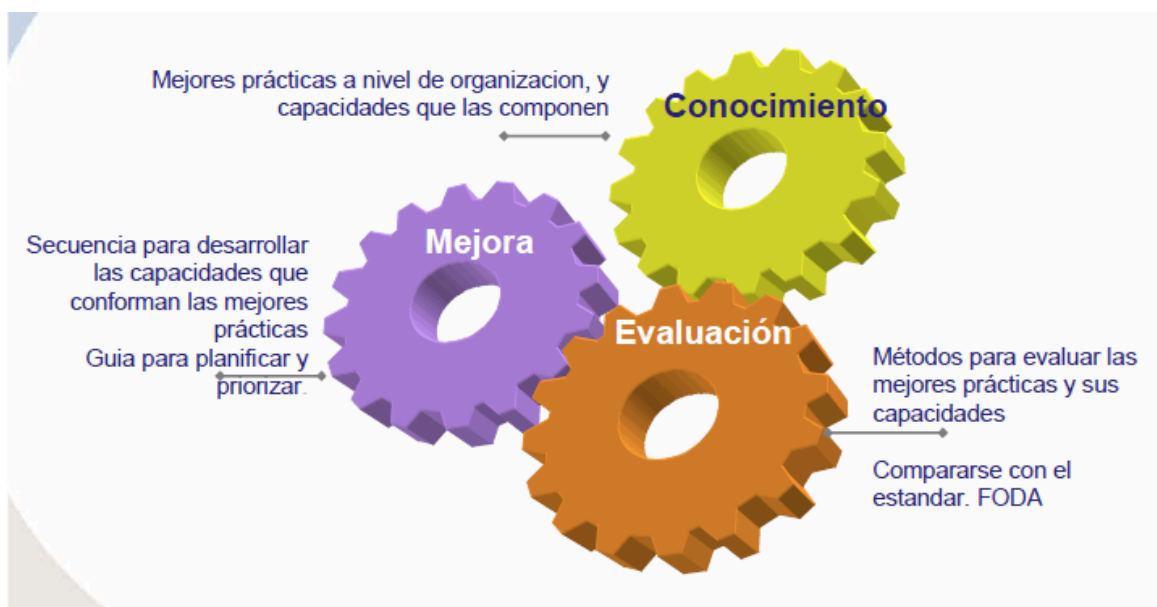 Mejores prácticas a nivel de organizacion, y
capacidades que las componen
Conocimiento
Mejora
Secuencia para desarrollar
las capacidades que
conforman las mejores
prácticas
Guia para planificar y
priorizar.
Evaluación
Métodos para evaluar las
mejores prácticas y sus
capacidades
Compararse con el
estandar. FODA